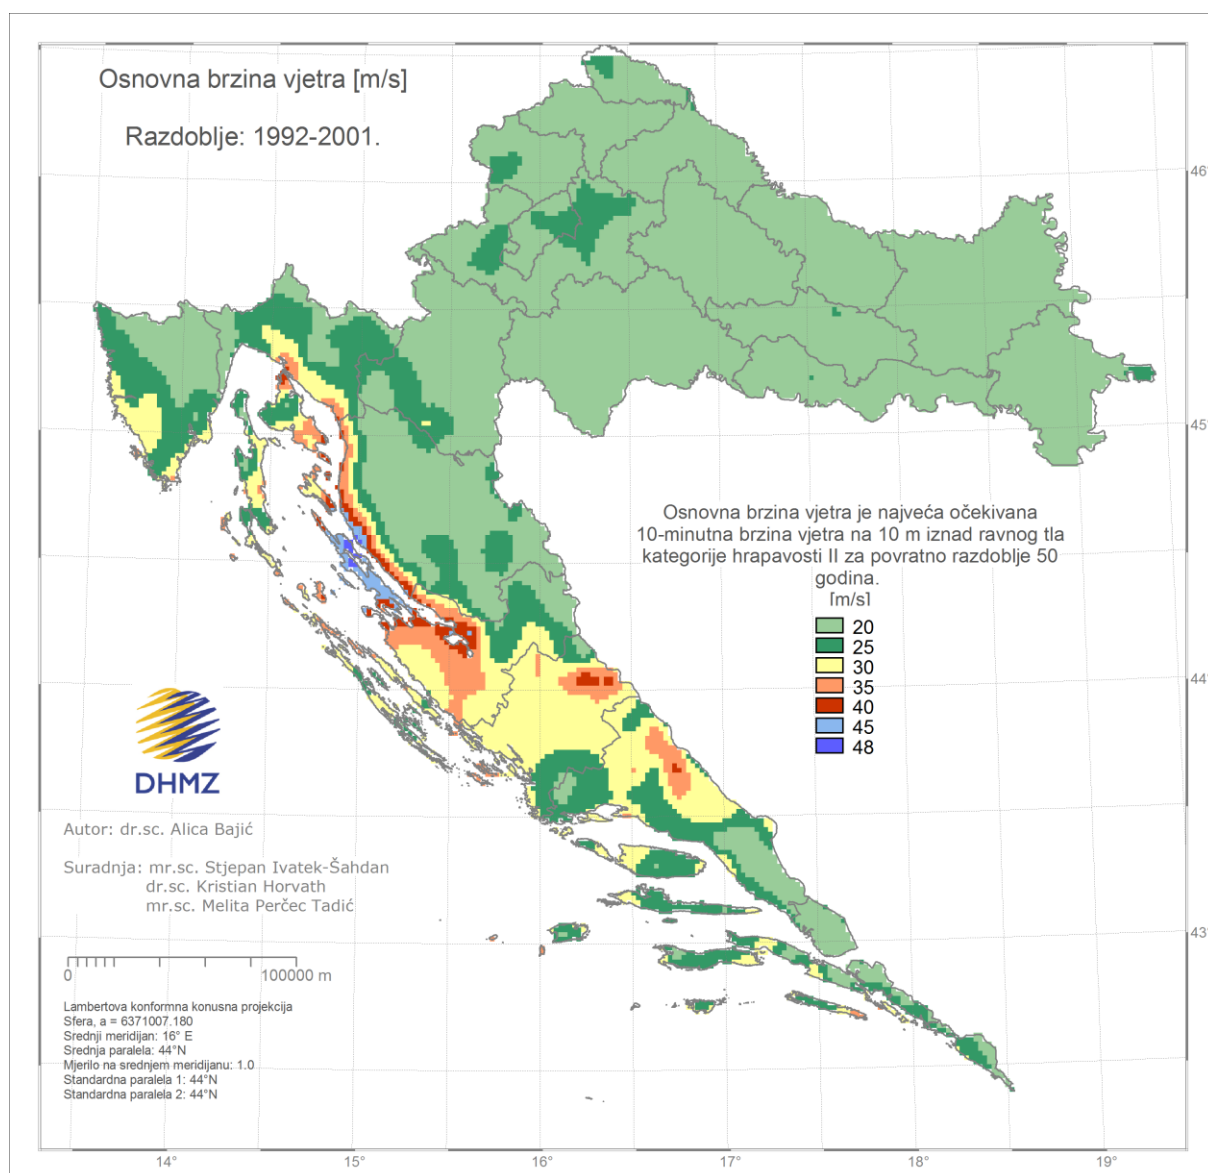 Osnovna brzina vjetra [m/s]
Razdoblje: 1992-2001.
46°
45°
Osnovna brzina vjetra je najveća očekivana
10-minutna brzina vjetra na 10 m iznad ravnog tla
kategorije hrapavosti II za povratno razdoblje 50
godina.
[m/s]
20
25
30
35
40
45
48
44°
DHMZ
Autor: dr.sc. Alica Bajić
Suradnja: mr.sc. Stjepan Ivatek-Šahdan
dr.sc. Kristian Horvath
mr.sc. Melita Perčec Tadić
43°
0 100000 m
Lambertova konformna konusna projekcija
Sfera, a = 6371007.180
Srednji meridijan: 16° E
Srednja paralela: 44°N
Mjerilo na srednjem meridijanu: 1.0
Standardna paralela 1: 44°N
Standardna paralela 2: 44°N
14° 15° 16° 17° 18° 19°